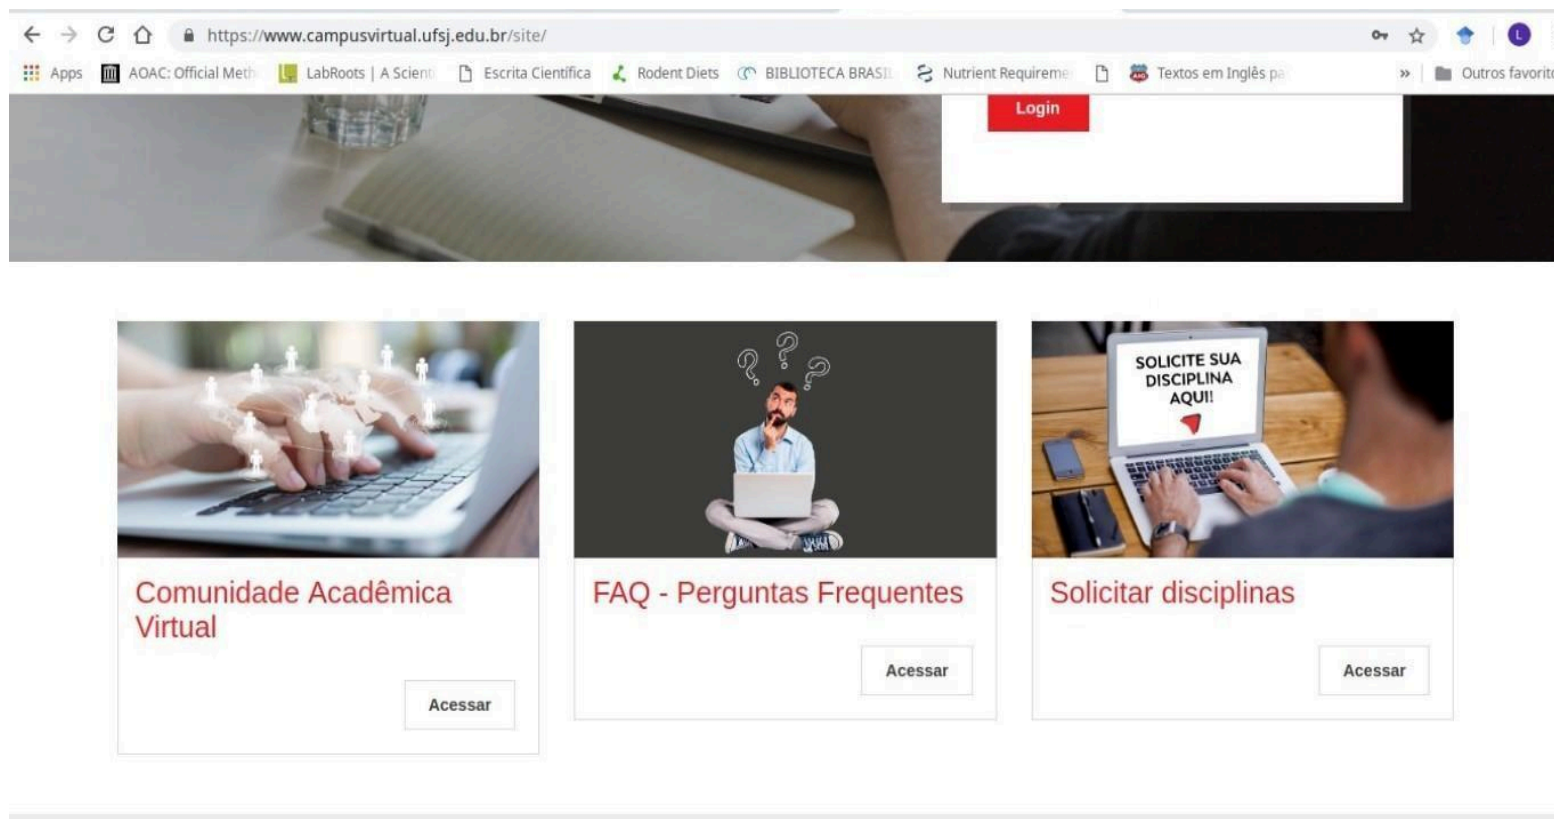 https://www.campusvirtual.ufsj.edu.br/site/
L
Apps AOAC: Official Meth LabRoots | A Scient Escrita Científica Rodent Diets BIBLIOTECA BRASIL Nutrient Requireme Textos em Inglês pa » Outros favorito
Login
SOLICITE SUA
DISCIPLINA
AQUI!
Comunidade Acadêmica
Virtual
Acessar
FAQ - Perguntas Frequentes
Acessar
Solicitar disciplinas
Acessar